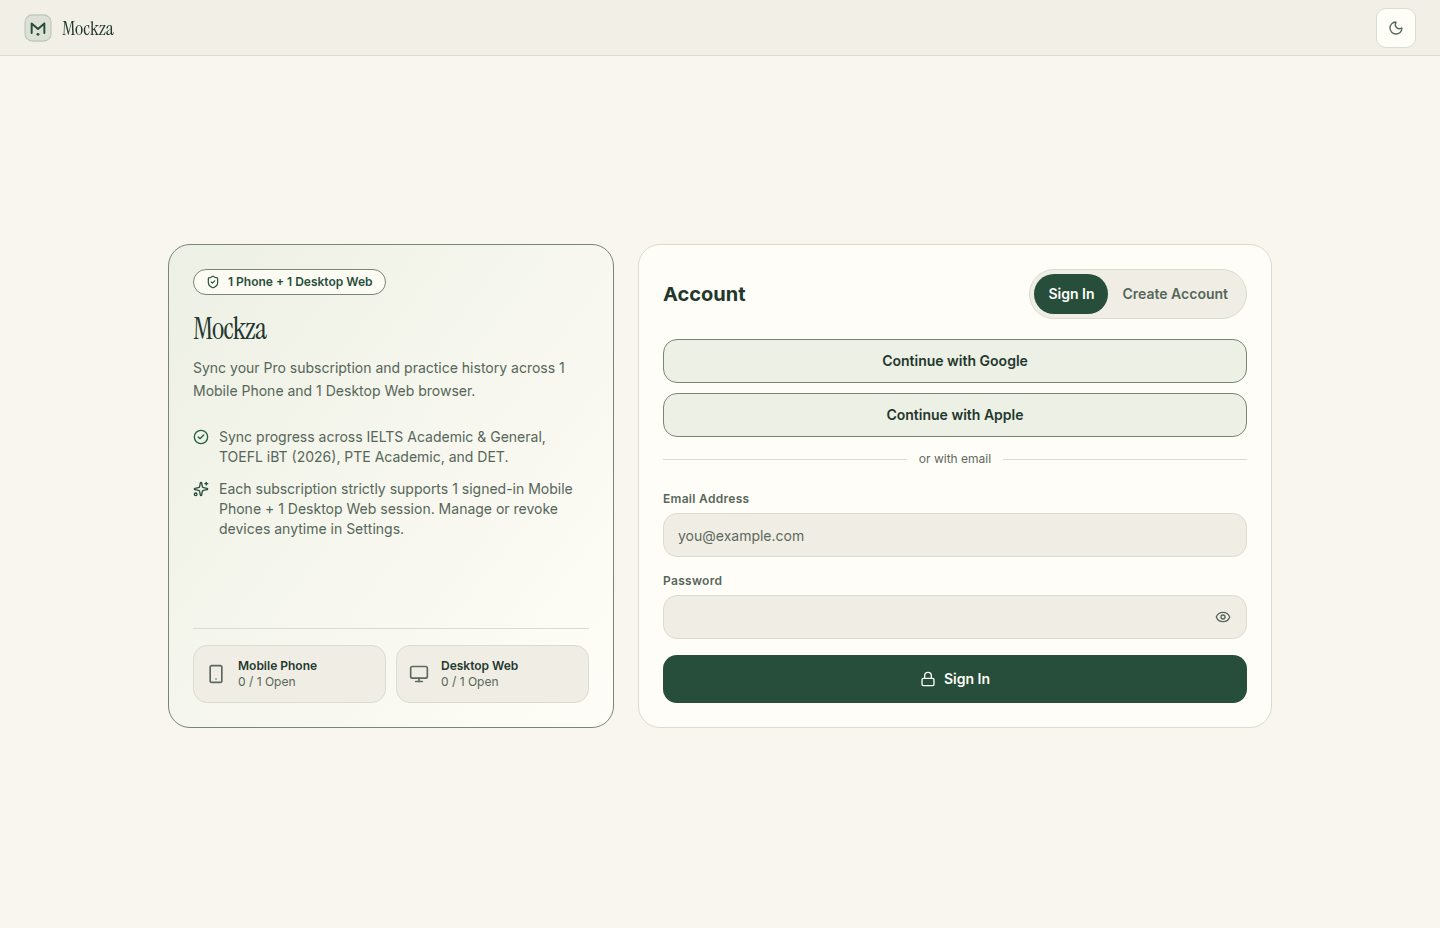 Mockza
1 Phone + 1 Desktop Web
Mockza
Sync your Pro subscription and practice history across 1
Mobile Phone and 1 Desktop Web browser.
Sync progress across IELTS Academic & General,
TOEFL iBT (2026), PTE Academic, and DET.
Each subscription strictly supports 1 signed-in Mobile
Phone + 1 Desktop Web session. Manage or revoke
devices anytime in Settings.
Mobile Phone
0 / 1 Open
Desktop Web
0 / 1 Open
Account
Sign In
Create Account
Continue with Google
Continue with Apple
or with email
Email Address
you@example.com
Password
Sign In